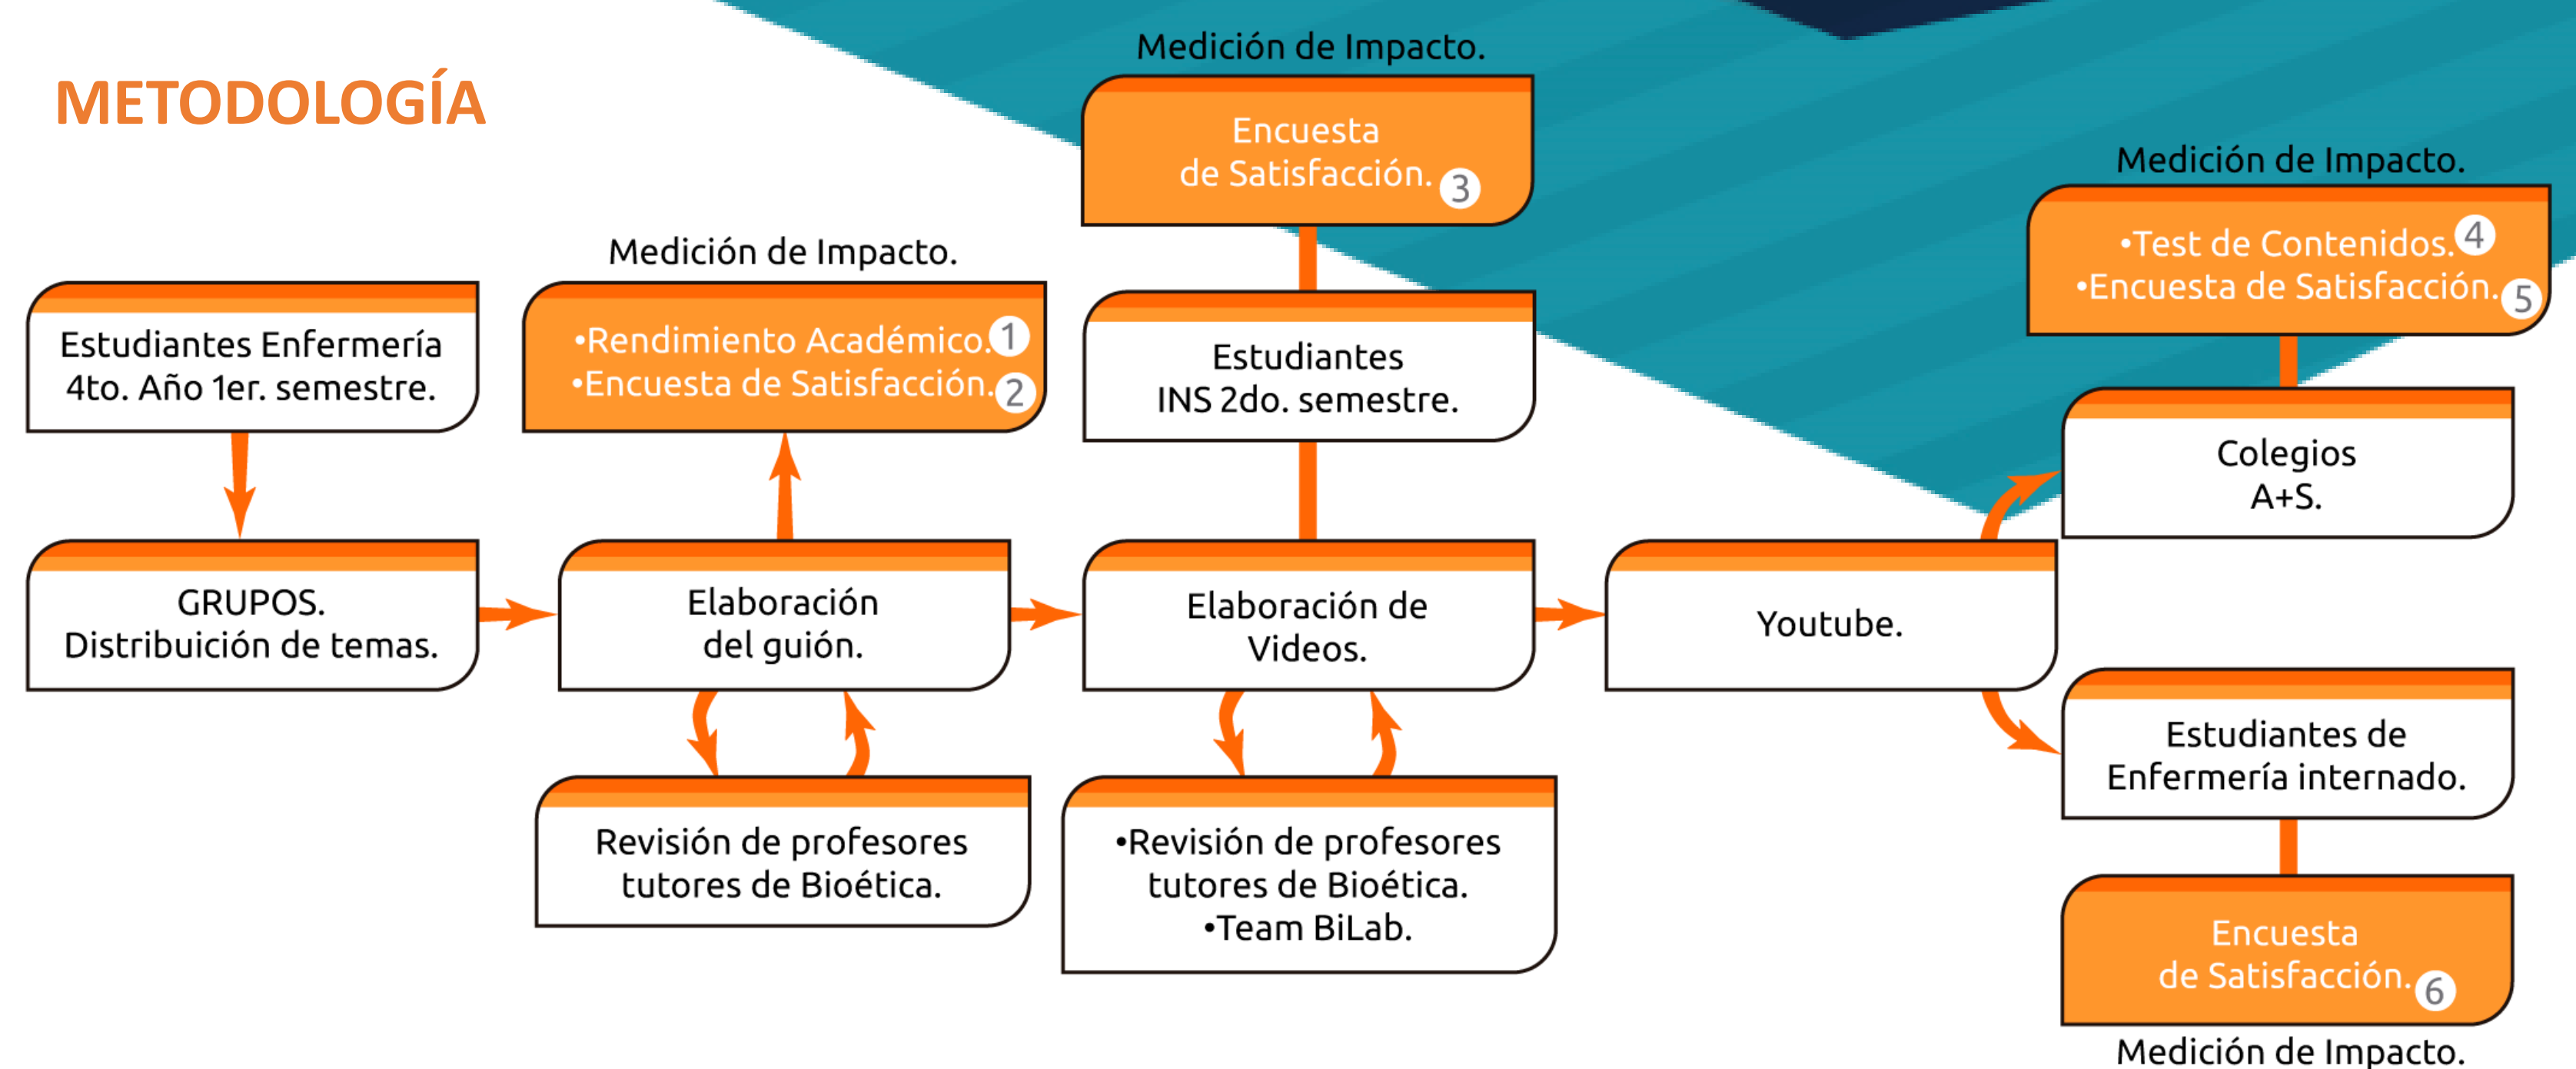 METODOLOGÍA
Medición de Impacto.
Encuesta
de Satisfacción. 3
Medición de Impacto.
•Test de Contenidos. 4
•Encuesta de Satisfacción. 5
Medición de Impacto.
•Rendimiento Académico. 1
•Encuesta de Satisfacción. 2
Estudiantes Enfermería
4to. Año 1er. semestre.
Estudiantes
INS 2do. semestre.
Colegios
A+S.
GRUPOS.
Distribuición de temas.
Elaboración
del guión.
Elaboración de
Videos.
Youtube.
Estudiantes de
Enfermería internado.
Revisión de profesores
tutores de Bioética.
•Revisión de profesores
tutores de Bioética.
•Team BiLab.
Encuesta
de Satisfacción. 6
Medición de Impacto.